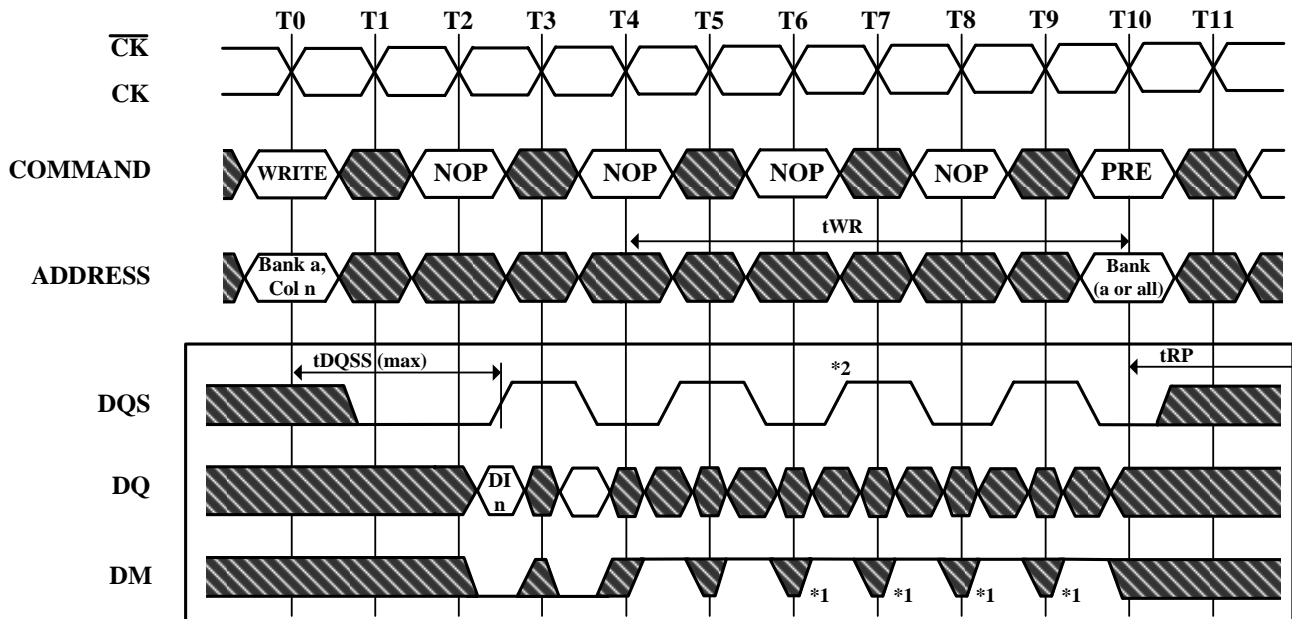 T0 T1 T2 T3 T4 T5 T6 T7 T8 T9 T10 T11
CK
CK
COMMAND WRITE NOP NOP NOP NOP PRE
tWR
ADDRESS Bank a, Col n Bank (a or all)
tDQSS (max) *2 tRP
DQS
DQ DI n
DM *1 *1 *1 *1